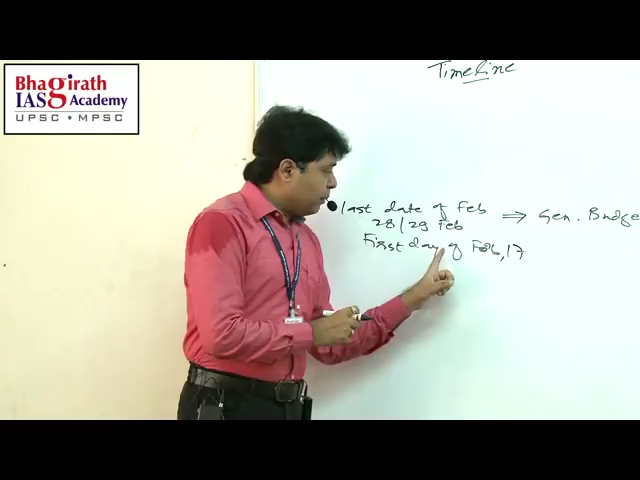 Bhagirath
IAS Academy
UPSC • MPSC
Timeline
last date of Feb
28/29 Feb
⇒ Gen. Budge
First day of Feb, 17